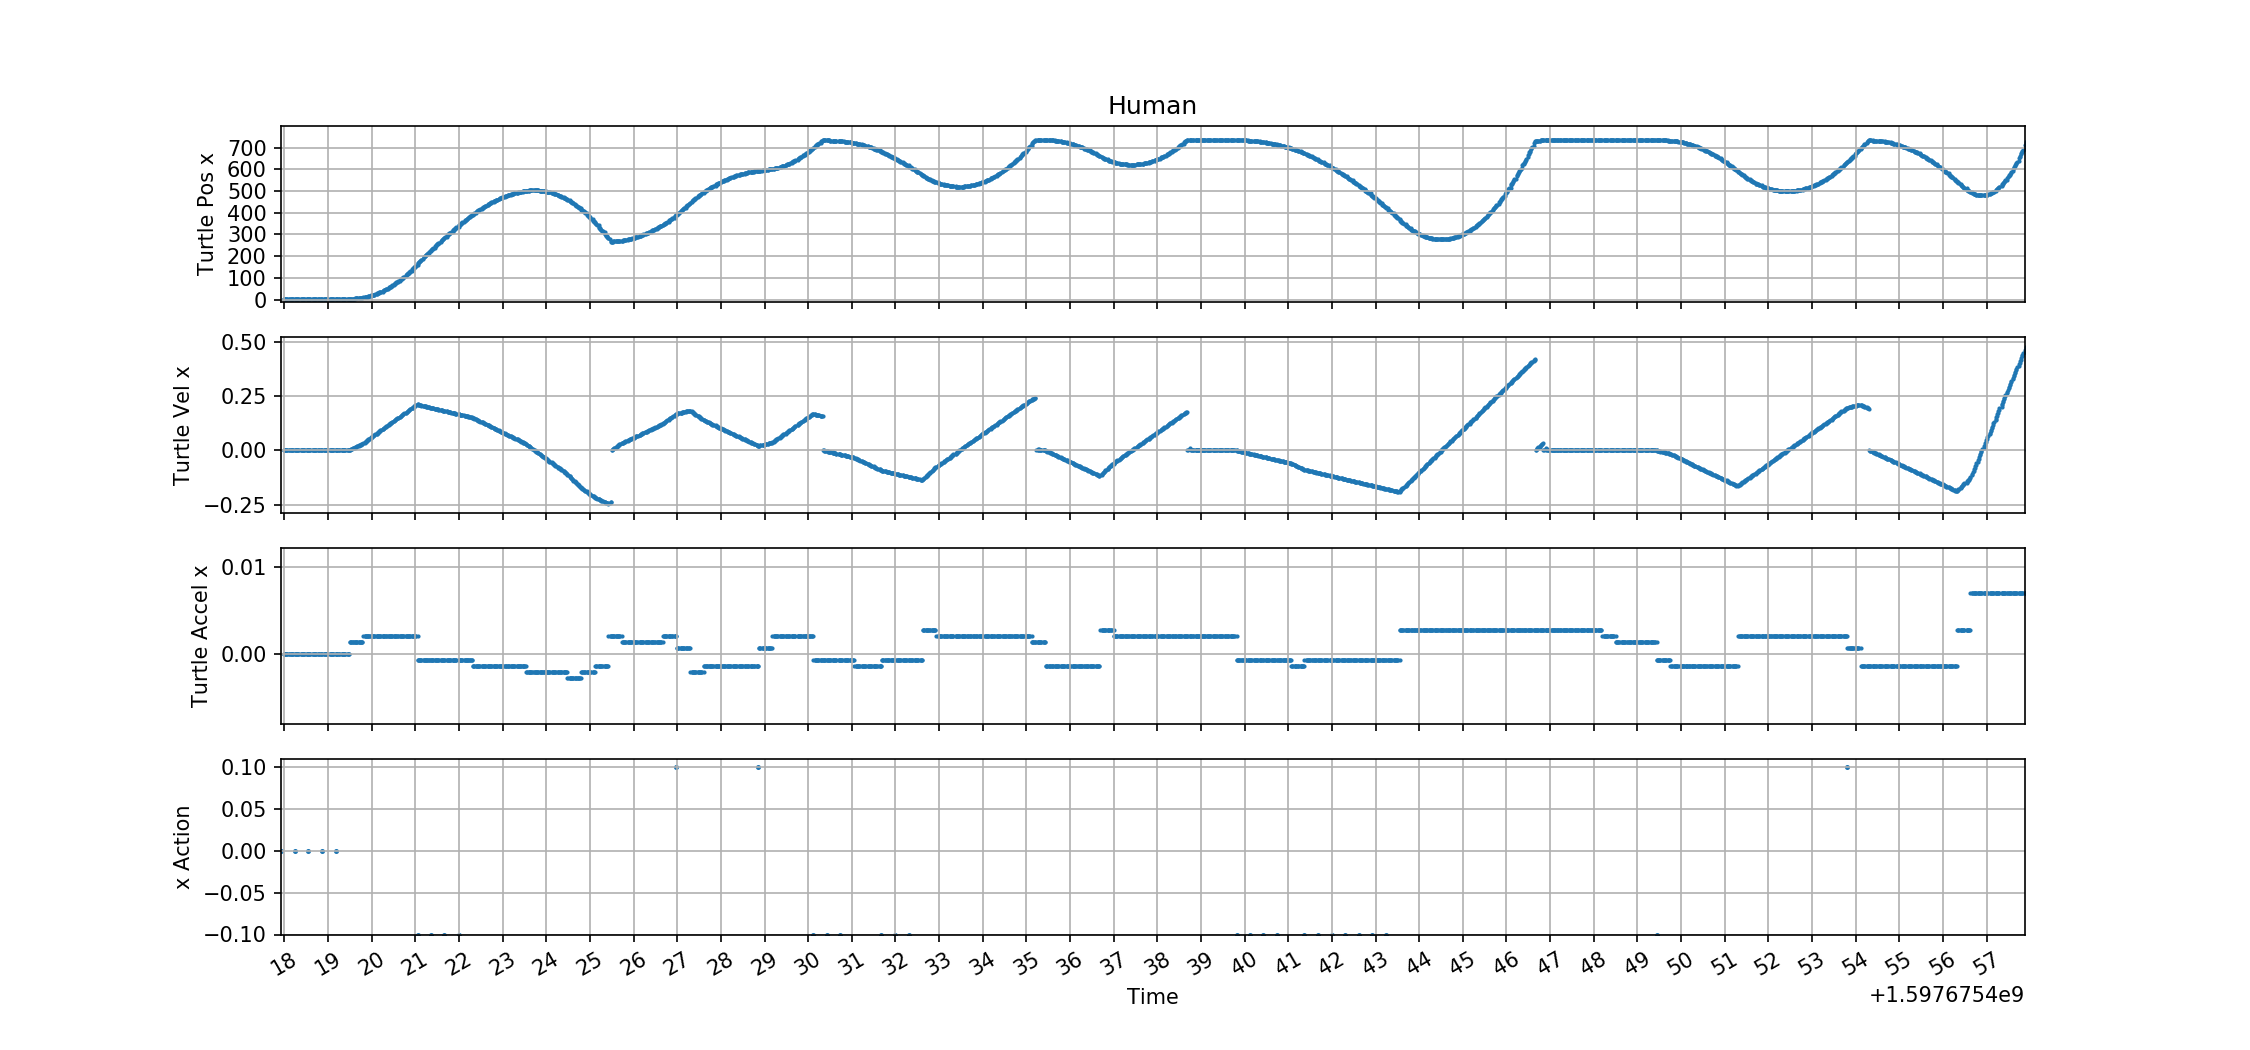 Human
Turtle Pos x
700
600
500
400
300
200
100
0
Turtle Vel x
0.50
0.25
0.00
−0.25
Turtle Accel x
0.01
0.00
x Action
0.10
0.05
0.00
−0.05
−0.10
18 19 20 21 22 23 24 25 26 27 28 29 30 31 32 33 34 35 36 37 38 39 40 41 42 43 44 45 46 47 48 49 50 51 52 53 54 55 56 57
Time
+1.5976754e9